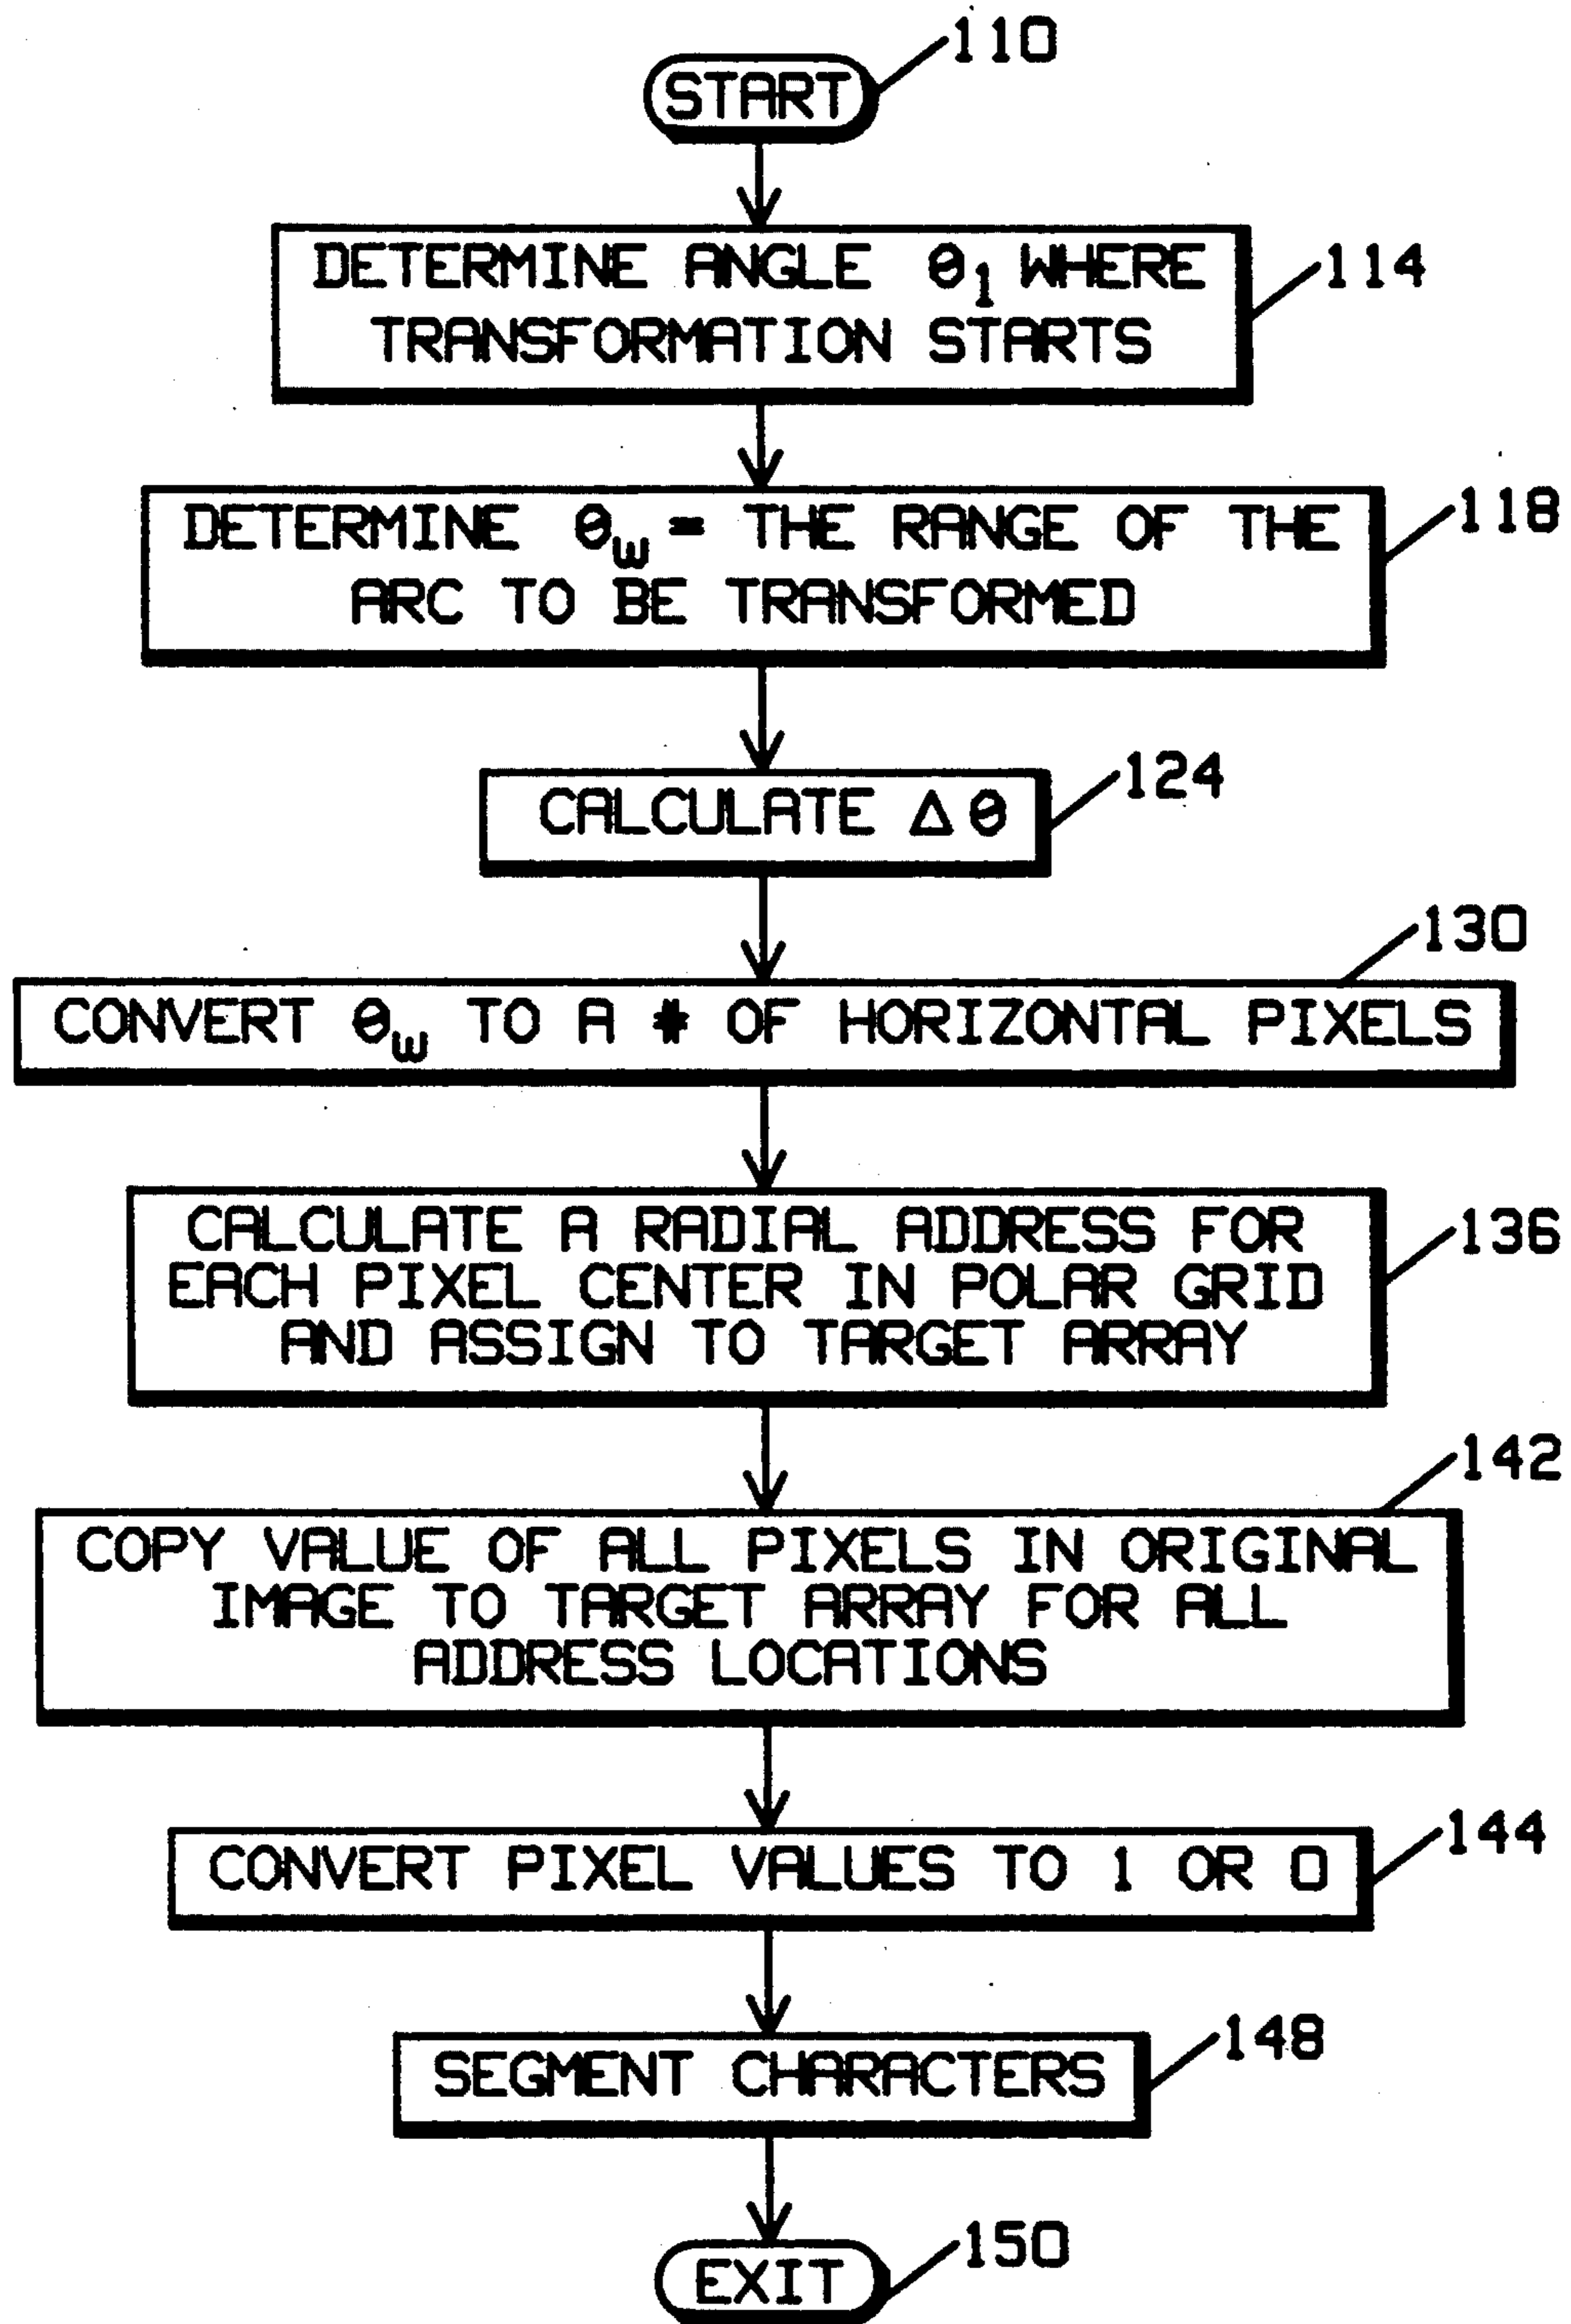 110
START
DETERMINE ANGLE θ1 WHERE
TRANSFORMATION STARTS
114
DETERMINE θw = THE RANGE OF THE
ARC TO BE TRANSFORMED
118
CALCULATE Δθ
124
130
CONVERT θw TO A # OF HORIZONTAL PIXELS
CALCULATE A RADIAL ADDRESS FOR
EACH PIXEL CENTER IN POLAR GRID
AND ASSIGN TO TARGET ARRAY
136
142
COPY VALUE OF ALL PIXELS IN ORIGINAL
IMAGE TO TARGET ARRAY FOR ALL
ADDRESS LOCATIONS
144
CONVERT PIXEL VALUES TO 1 OR 0
148
SEGMENT CHARACTERS
150
EXIT